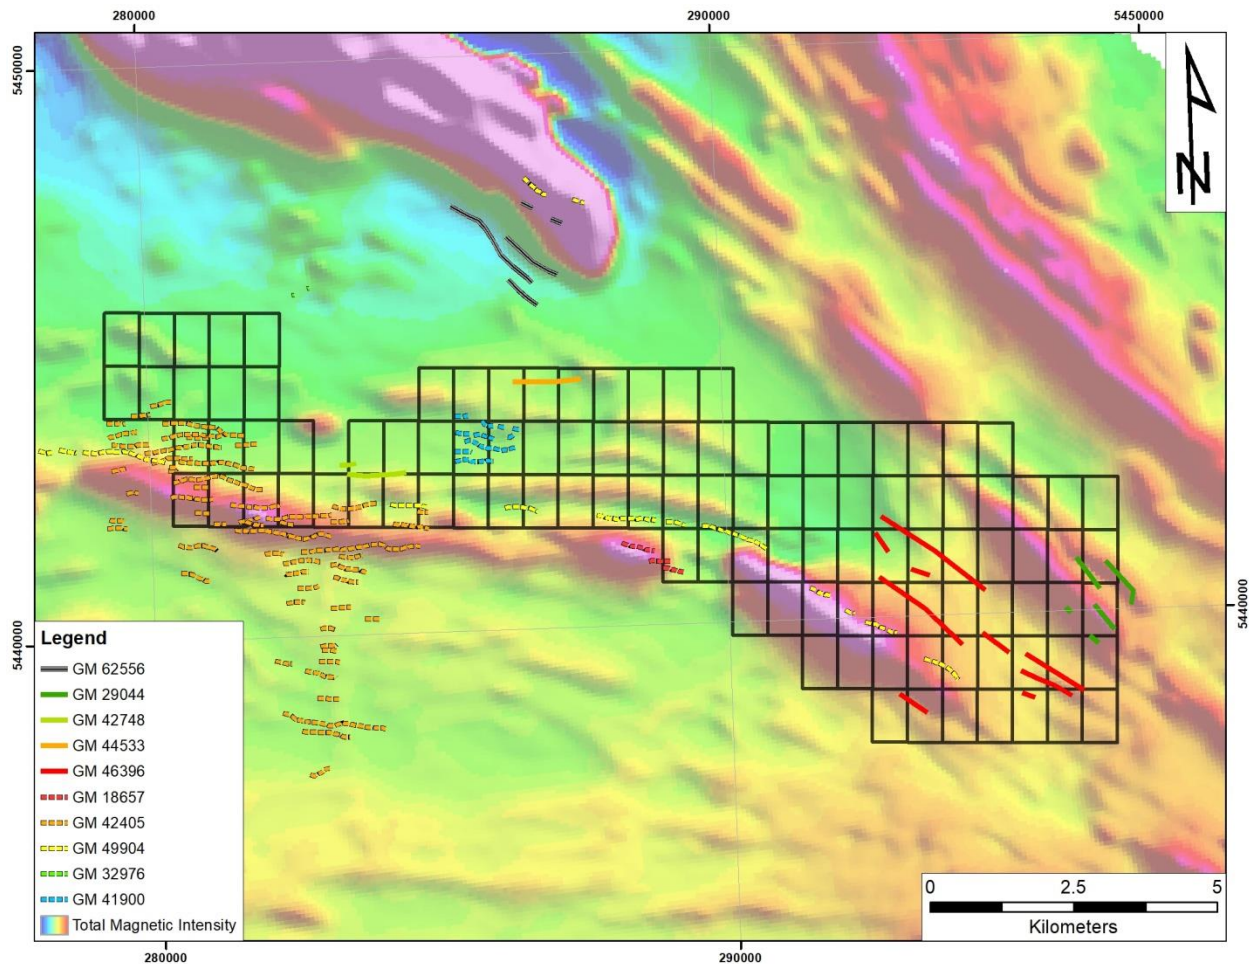 280000
290000
5450000
5450000
N
5440000
5440000
Legend
GM 62556
GM 29044
GM 42748
GM 44533
GM 46396
GM 18657
GM 42405
GM 49904
GM 32976
GM 41900
Total Magnetic Intensity
0 2.5 5
Kilometers
280000
290000